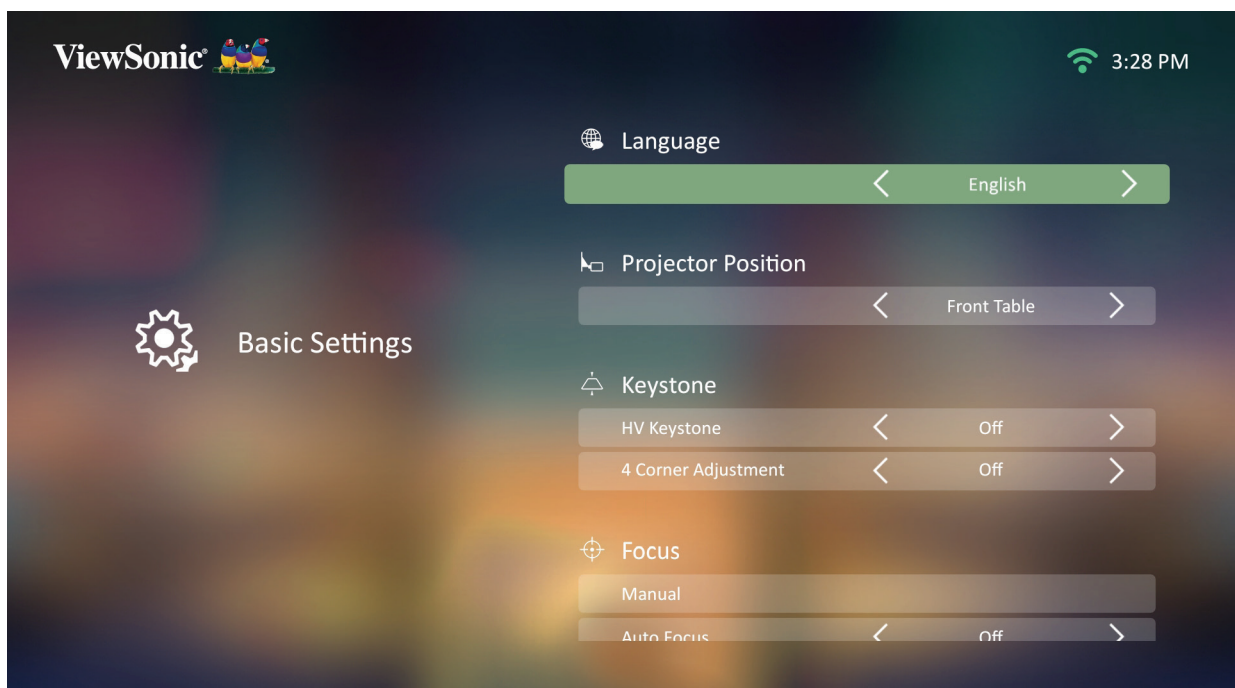 ViewSonic®
3:28 PM
Language
English
Projector Position
Front Table
Basic Settings
Keystone
HV Keystone Off
4 Corner Adjustment Off
Focus
Manual
Auto Focus Off